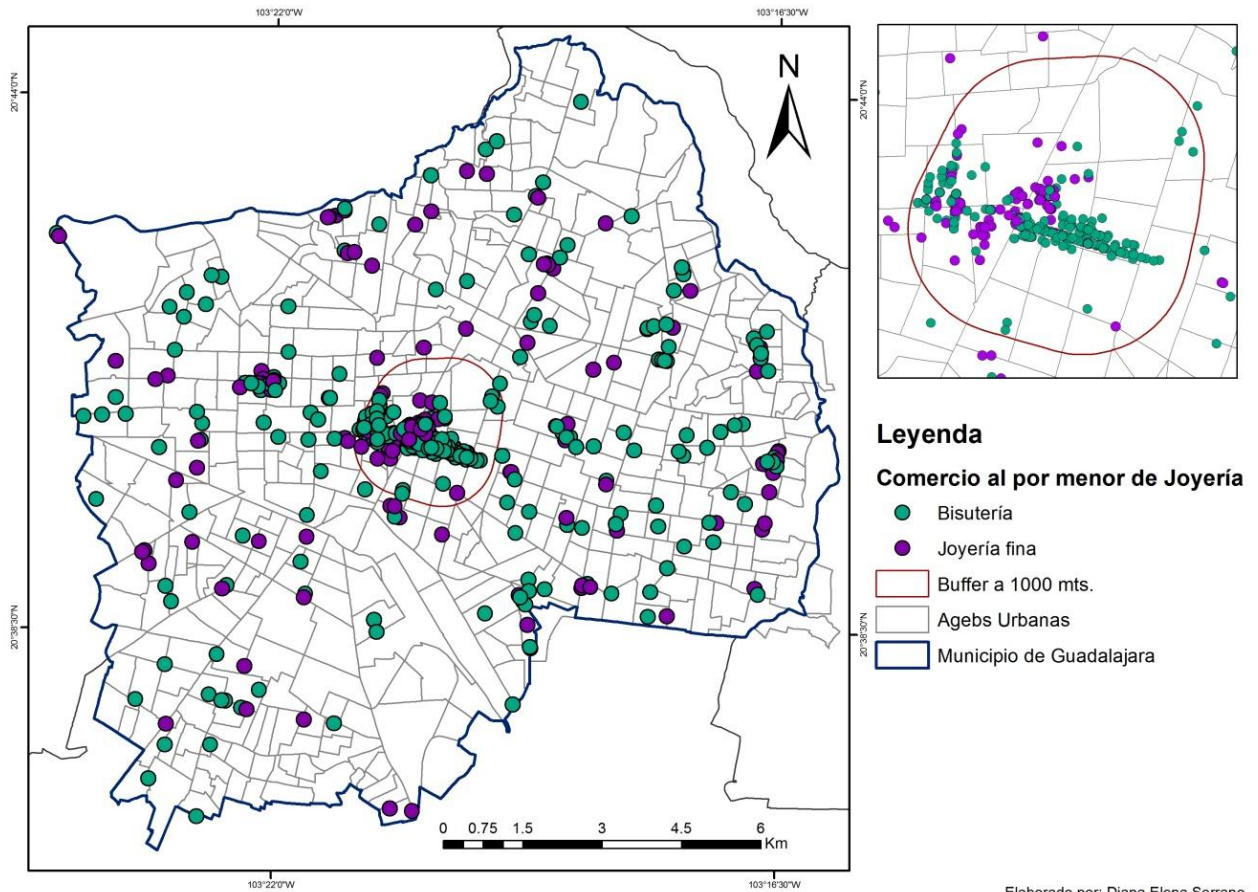 103°22'0"W
103°16'30"W
20°44'0"N
20°44'0"N
N
20°38'30"N
20°38'30"N
0 0.75 1.5 3 4.5 6
Km
103°22'0"W
103°16'30"W
Leyenda
Comercio al por menor de Joyería
Bisutería
Joyería fina
Buffer a 1000 mts.
Agebs Urbanas
Municipio de Guadalajara
Elaborado por: Diana Elena Serrano